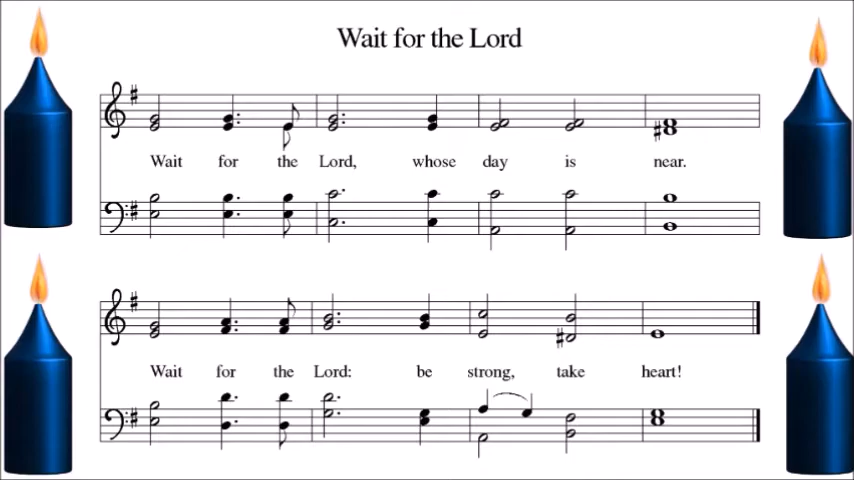 Wait for the Lord
Wait for the Lord, whose day is near.
Wait for the Lord: be strong, take heart!